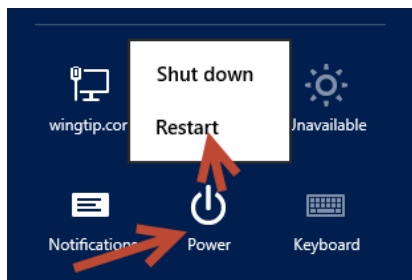 Shut down
wingtip.cor
Restart
Unavailable
Notifications
Power
Keyboard